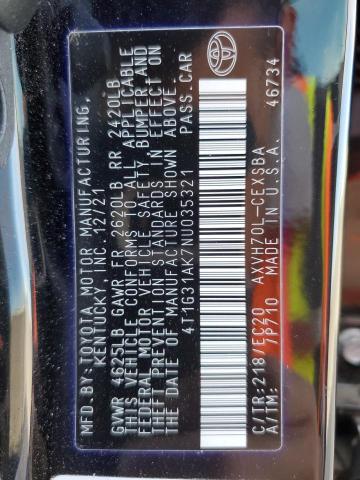 MFD.BY:TOYOTA MOTOR MANUFACTURING,
KENTUCKY, INC. 12/21
GVWR 4625LB GAWR FR 2620LB RR 2420LB
THIS VEHICLE CONFORMS TO ALL APPLICABLE
FEDERAL MOTOR VEHICLE SAFETY, BUMPER, AND
THEFT PREVENTION STANDARDS IN EFFECT ON
THE DATE OF MANUFACTURE SHOWN ABOVE.
4T1G31AK7NU035321 PASS.CAR
C/TR:218/EC20 AXVH70L-CEXSBA
7P710 MADE IN U.S.A. 46734